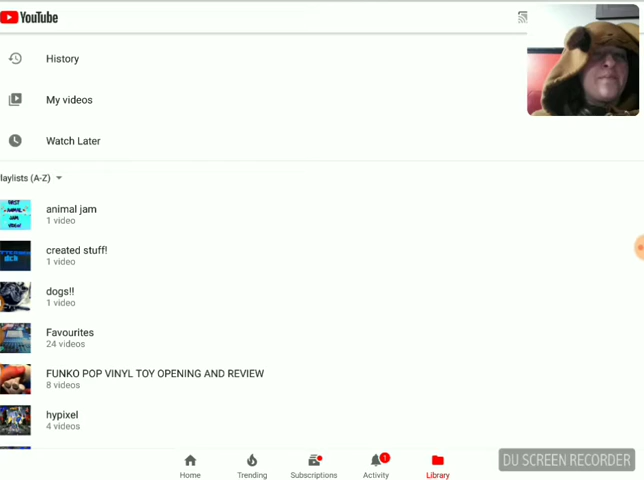 YouTube
History
My videos
Watch Later
laylists (A-Z)
animal jam
1 video
created stuff!
1 video
dogs!!
1 video
Favourites
24 videos
FUNKO POP VINYL TOY OPENING AND REVIEW
8 videos
hypixel
4 videos
Home
Trending
Subscriptions
Activity
!
Library
DU SCREEN RECORDER